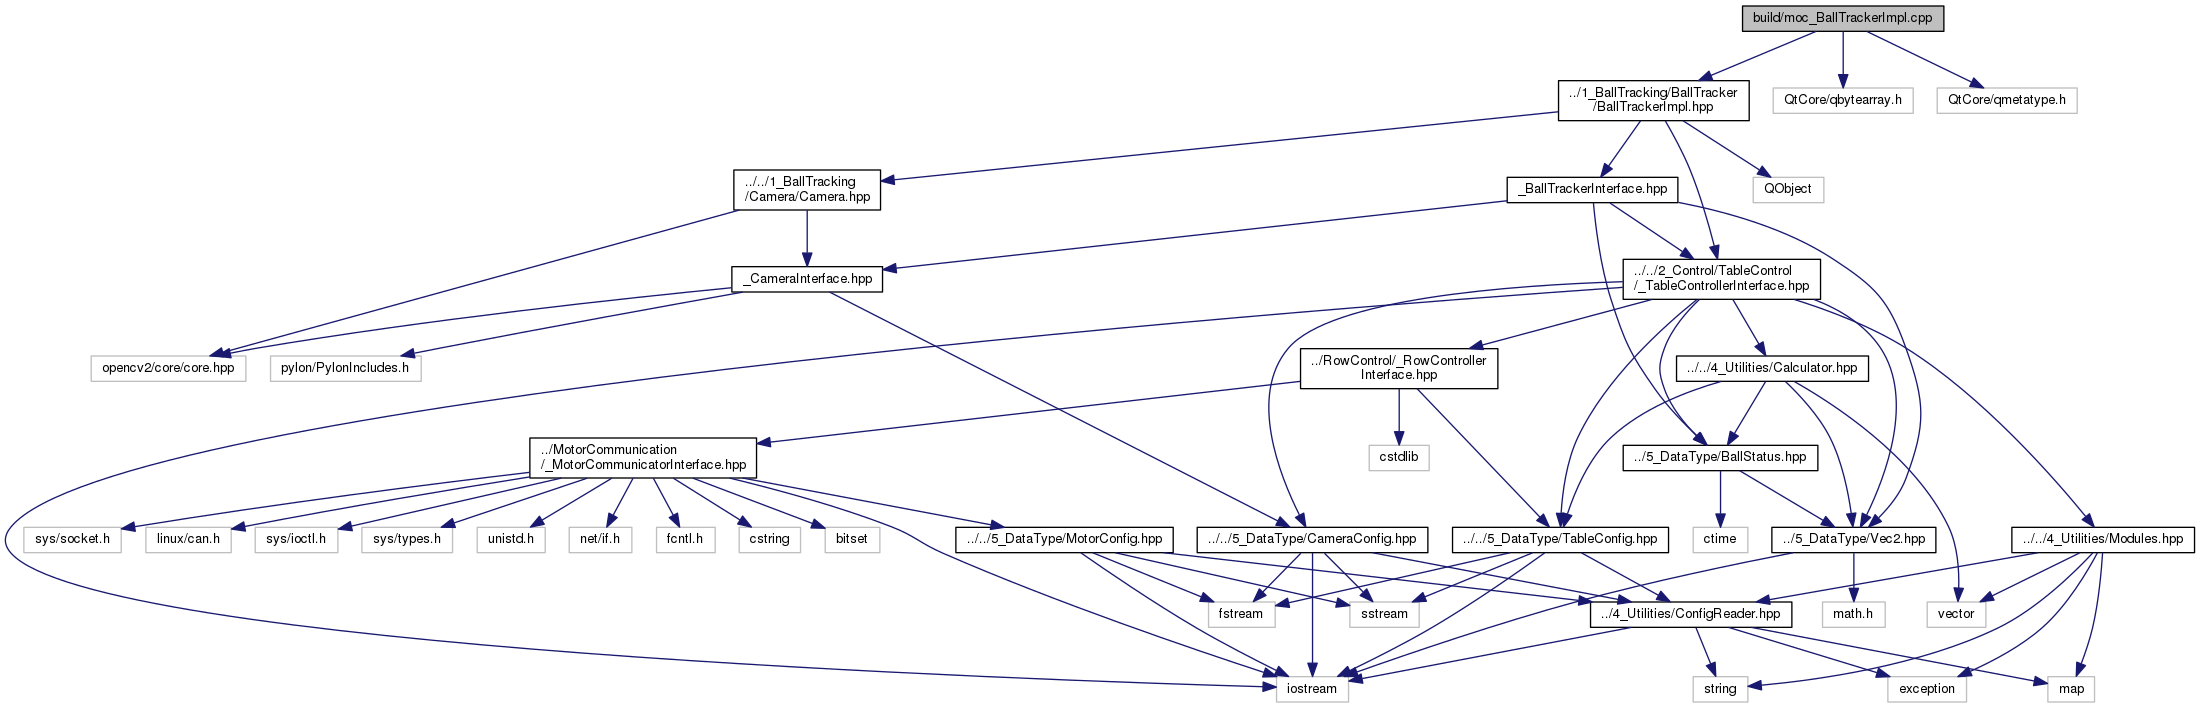 build/moc_BallTrackerImpl.cpp
../1_BallTracking/BallTracker
/BallTrackerImpl.hpp
QtCore/qbytearray.h
QtCore/qmetatype.h
../../1_BallTracking
/Camera/Camera.hpp
_BallTrackerInterface.hpp
QObject
_CameraInterface.hpp
../../2_Control/TableControl
/_TableControllerInterface.hpp
opencv2/core/core.hpp
pylon/PylonIncludes.h
../RowControl/_RowController
Interface.hpp
../../4_Utilities/Calculator.hpp
../MotorCommunication
/_MotorCommunicatorInterface.hpp
cstdlib
../5_DataType/BallStatus.hpp
sys/socket.h
linux/can.h
sys/ioctl.h
sys/types.h
unistd.h
net/if.h
fcntl.h
cstring
bitset
../../5_DataType/MotorConfig.hpp
../../5_DataType/CameraConfig.hpp
../../5_DataType/TableConfig.hpp
ctime
../5_DataType/Vec2.hpp
../../4_Utilities/Modules.hpp
fstream
sstream
../4_Utilities/ConfigReader.hpp
math.h
vector
iostream
string
exception
map